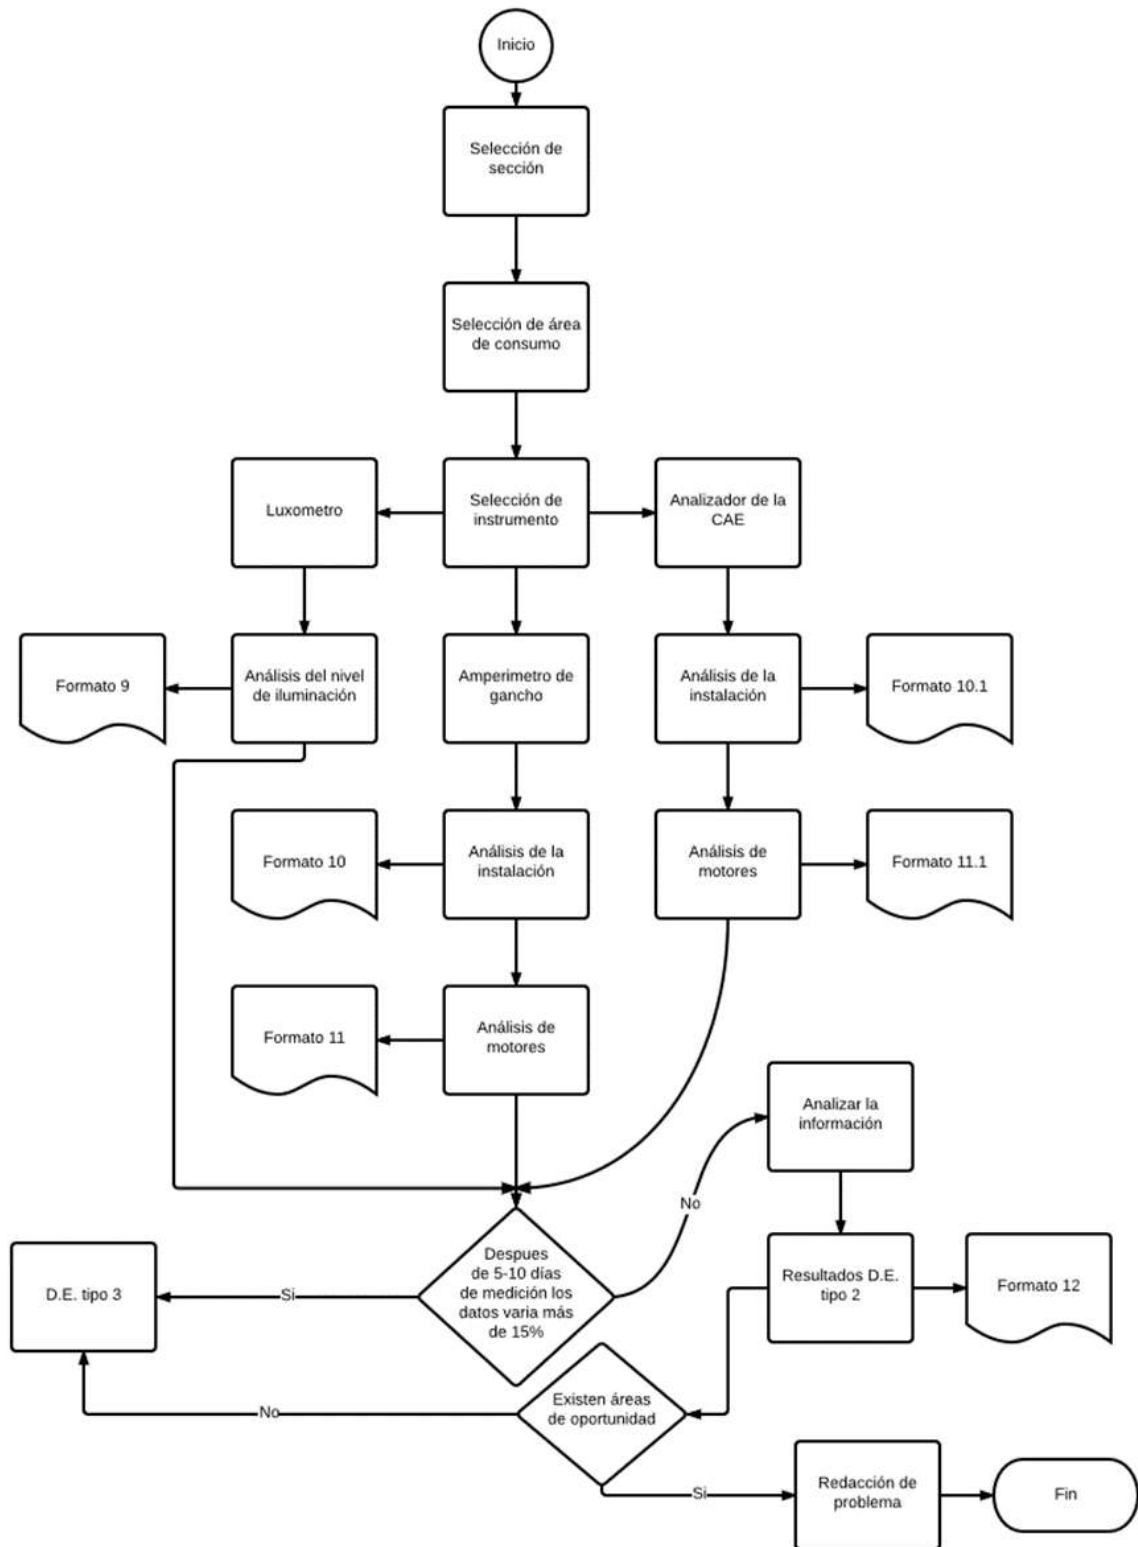 Inicio
Selección de
sección
Selección de área
de consumo
Luxometro
Selección de
instrumento
Analizador de la
CAE
Formato 9
Análisis del nivel
de iluminación
Amperimetro de
gancho
Análisis de la
instalación
Formato 10.1
Formato 10
Análisis de la
instalación
Análisis de
motores
Formato 11.1
Formato 11
Análisis de
motores
Analizar la
información
No
D.E. tipo 3
Si
Despues
de 5-10 días
de medición los
datos varia más
de 15%
Resultados D.E.
tipo 2
Formato 12
No
Existen áreas
de oportunidad
Si
Redacción de
problema
Fin